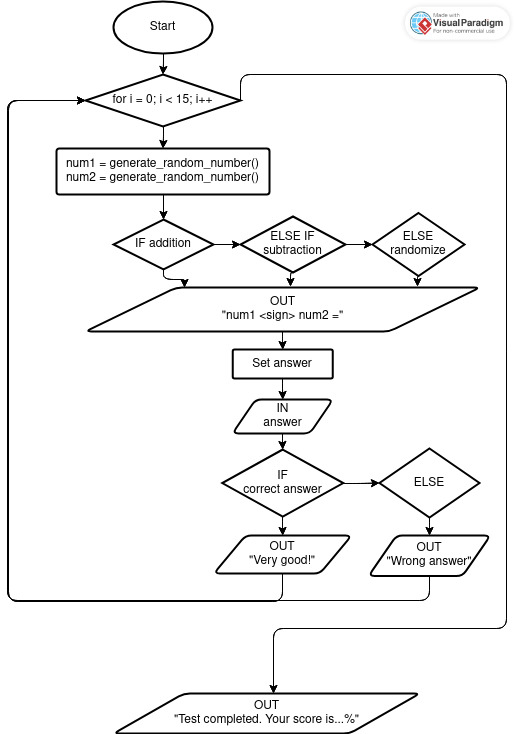 Made with
VisualParadigm
For non-commercial use
Start
for i = 0; i < 15; i++
num1 = generate_random_number()
num2 = generate_random_number()
IF addition
ELSE IF
subtraction
ELSE
randomize
OUT
"num1 <sign> num2 ="
Set answer
IN
answer
IF
correct answer
ELSE
OUT
"Very good!"
OUT
"Wrong answer"
OUT
"Test completed. Your score is...%"